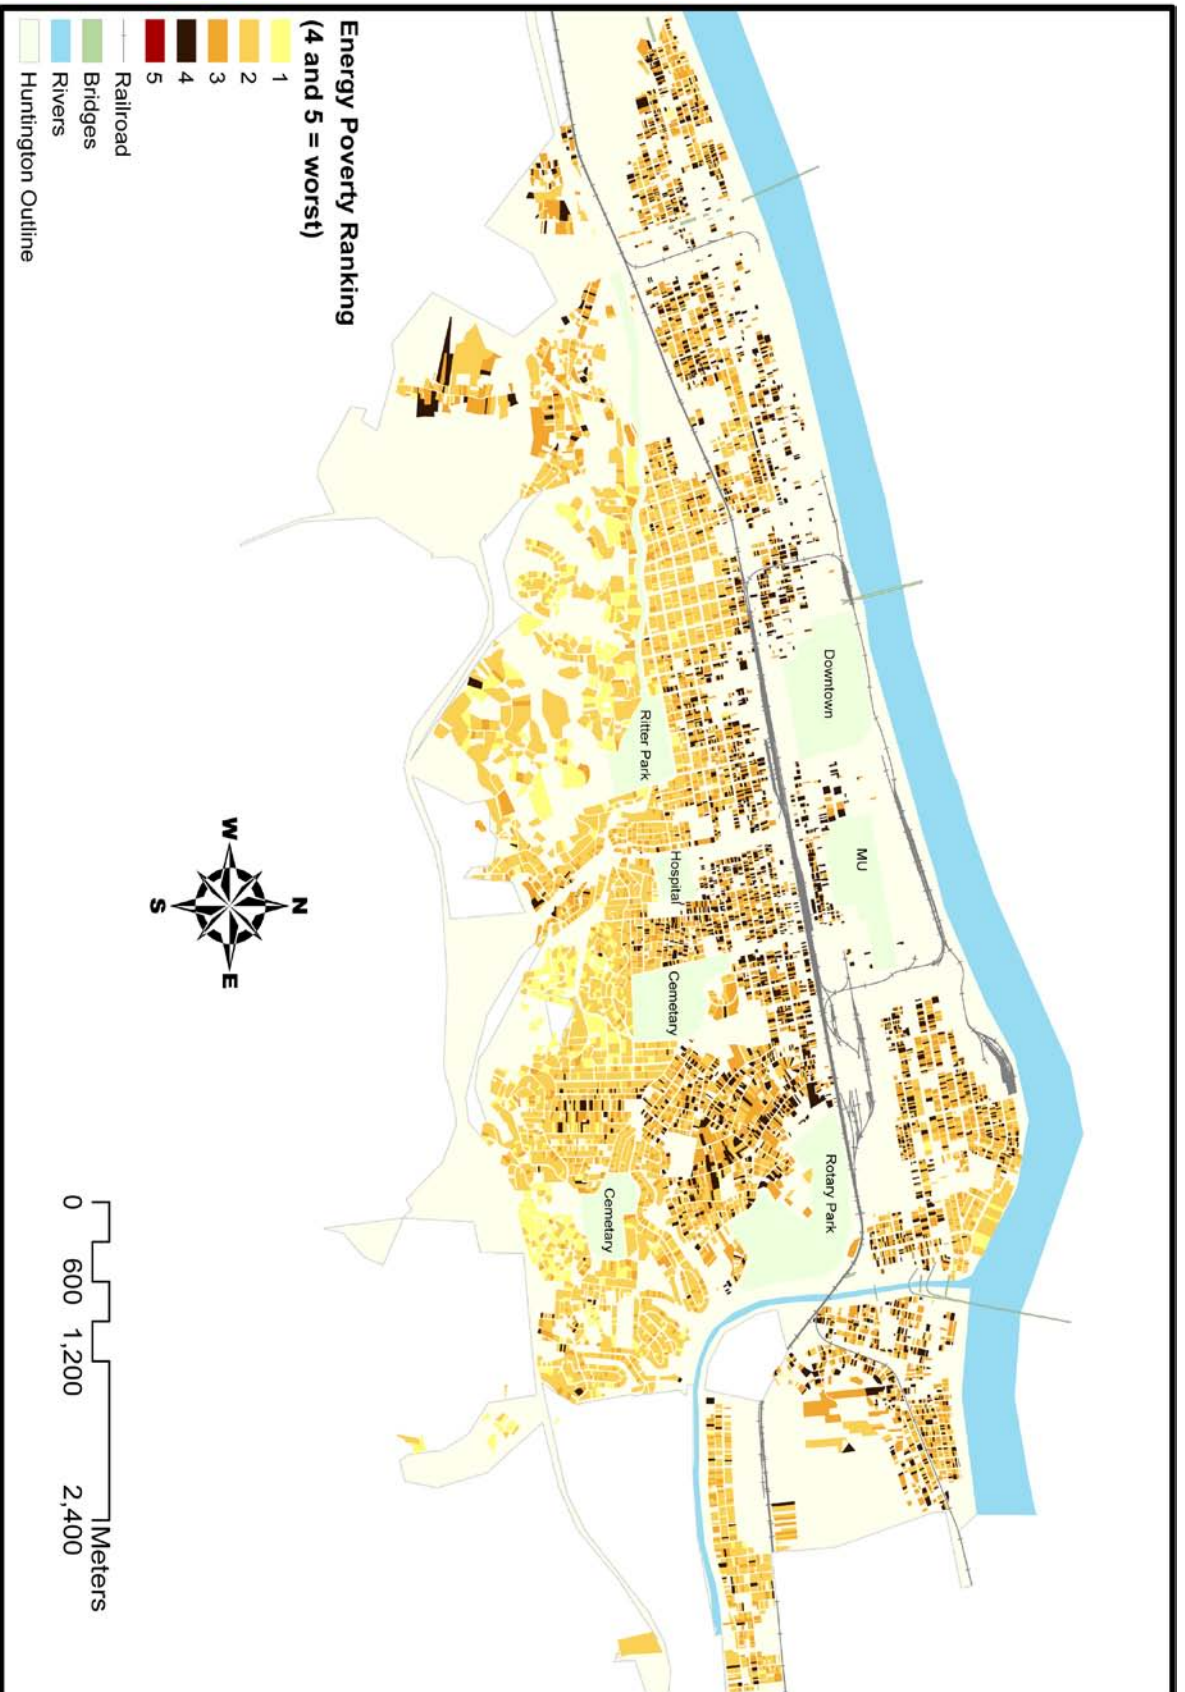 Energy Poverty Ranking
(4 and 5 = worst)
1
2
3
4
5
Railroad
Bridges
Rivers
Huntington Outline
Downtown
MU
Ritter Park
Hospital
Cemetary
Rotary Park
Cemetary
N
W
E
S
0 600 1,200 2,400
Meters